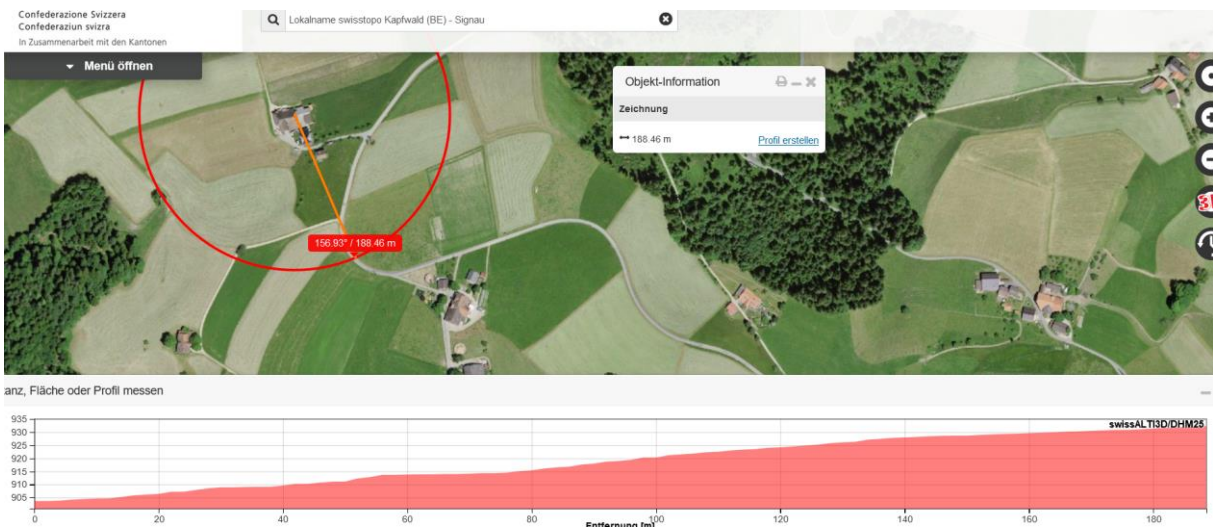 Confederazione Svizzera
Confederaziun svizra
In Zusammenarbeit mit den Kantonen
Lokalname swisstopo Kapfwald (BE) - Signau
Menü öffnen
Objekt-Information
Zeichnung
188.46 m
Profil erstellen
3D
156.93° / 188.46 m
tanz, Fläche oder Profil messen
935
930
925
920
915
910
905
swissALTI3D/DHM25
0 20 40 60 80 100 120 140 160 180
Entfernung [m]